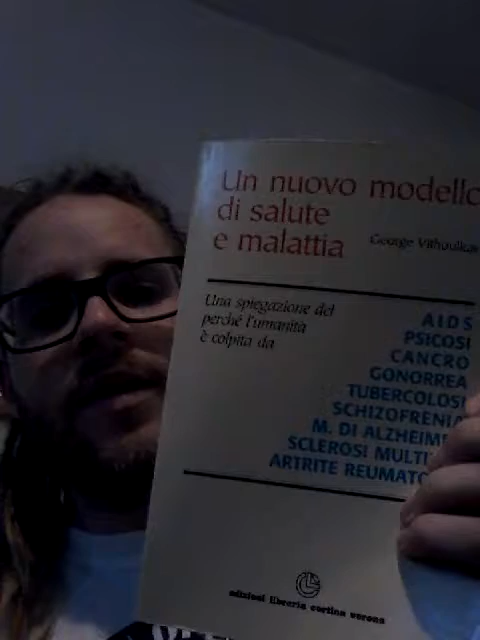 Un nuovo modello
di salute
e malattia
George Vithoulkas
Una spiegazione del
perché l'umanità
è colpita da
AIDS
PSICOSI
CANCRO
GONORREA
TUBERCOLOSI
SCHIZOFRENIA
M. DI ALZHEIME
SCLEROSI MULTI
ARTRITE REUMATO
edizioni libreria cortina verona